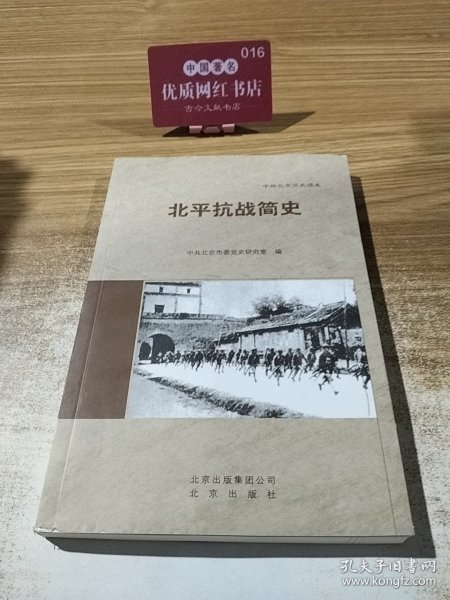 016
中国著名
优质网红书店
古今文献书店
中共北京历史读本
北平抗战简史
中共北京市委党史研究室 编
北京出版集团公司
北京出版社
孔夫子旧书网
www.kongfz.com